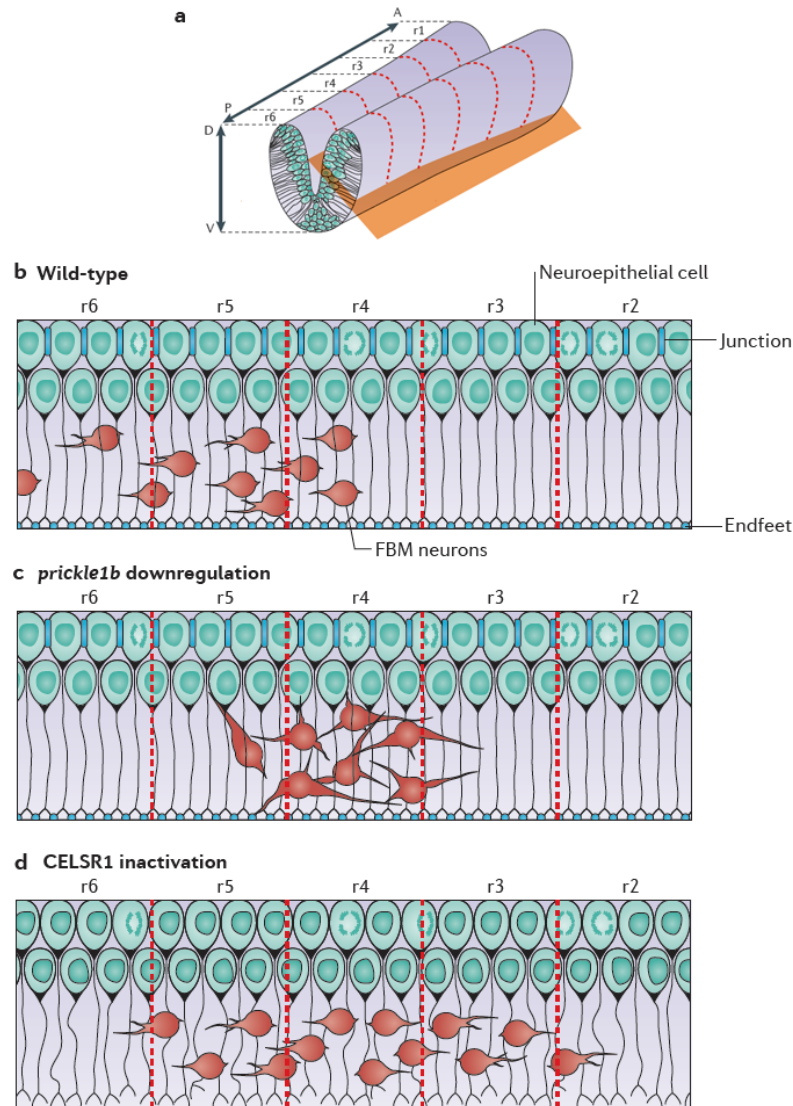 a
A
r1
r2
r3
r4
r5
P
r6
D
V
b Wild-type
Neuroepithelial cell
r6 r5 r4 r3 r2
Junction
Endfeet
FBM neurons
c prickle1b downregulation
r6 r5 r4 r3 r2
d CELSR1 inactivation
r6 r5 r4 r3 r2